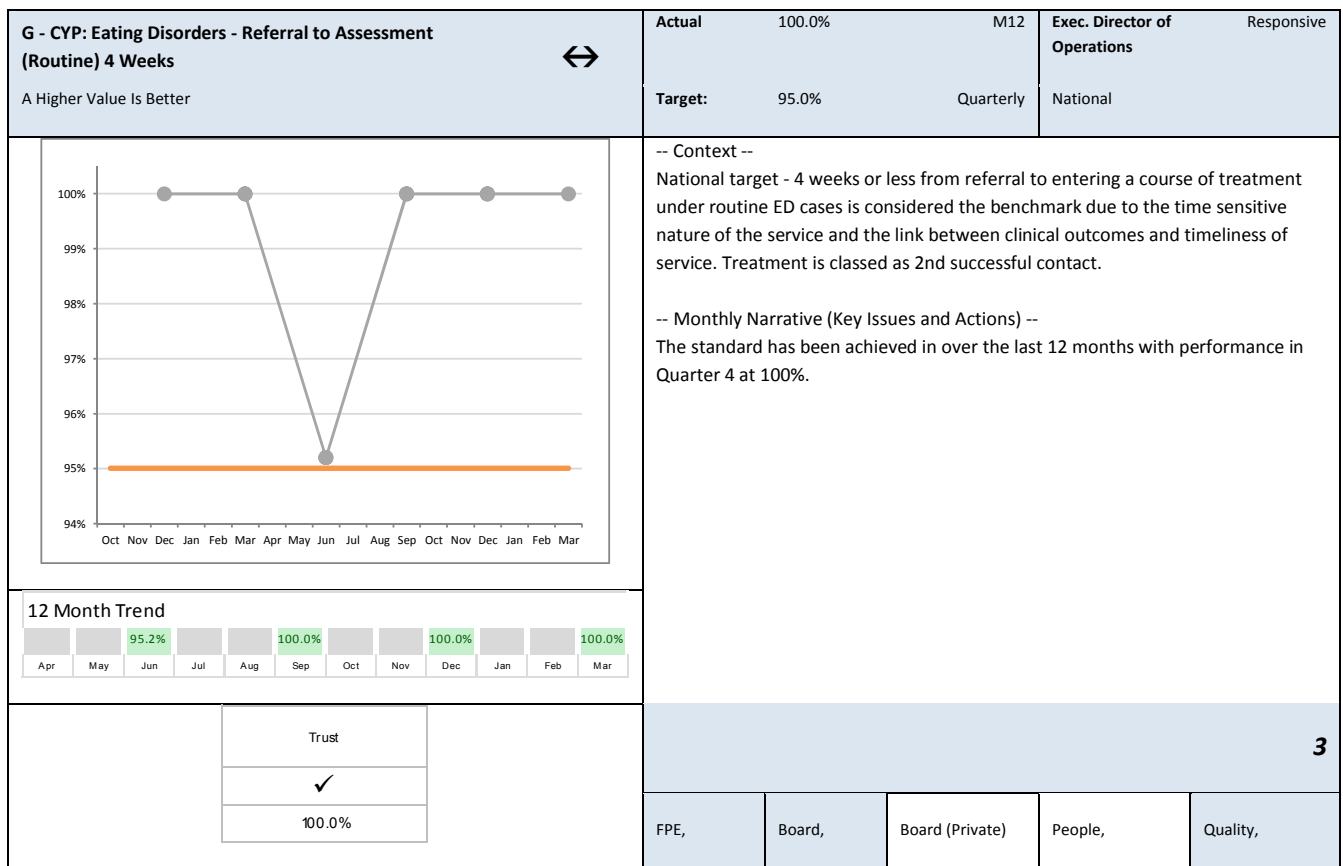 G - CYP: Eating Disorders - Referral to Assessment
(Routine) 4 Weeks
↔
A Higher Value Is Better
Actual 100.0% M12
Target: 95.0% Quarterly
Exec. Director of Responsive
Operations
National
100%
99%
98%
97%
96%
95%
94%
Oct Nov Dec Jan Feb Mar Apr May Jun Jul Aug Sep Oct Nov Dec Jan Feb Mar
-- Context --
National target - 4 weeks or less from referral to entering a course of treatment
under routine ED cases is considered the benchmark due to the time sensitive
nature of the service and the link between clinical outcomes and timeliness of
service. Treatment is classed as 2nd successful contact.
-- Monthly Narrative (Key Issues and Actions) --
The standard has been achieved in over the last 12 months with performance in
Quarter 4 at 100%.
12 Month Trend
95.2% 100.0% 100.0% 100.0%
Apr May Jun Jul Aug Sep Oct Nov Dec Jan Feb Mar
Trust
✓
100.0%
3
FPE, Board, Board (Private) People, Quality,